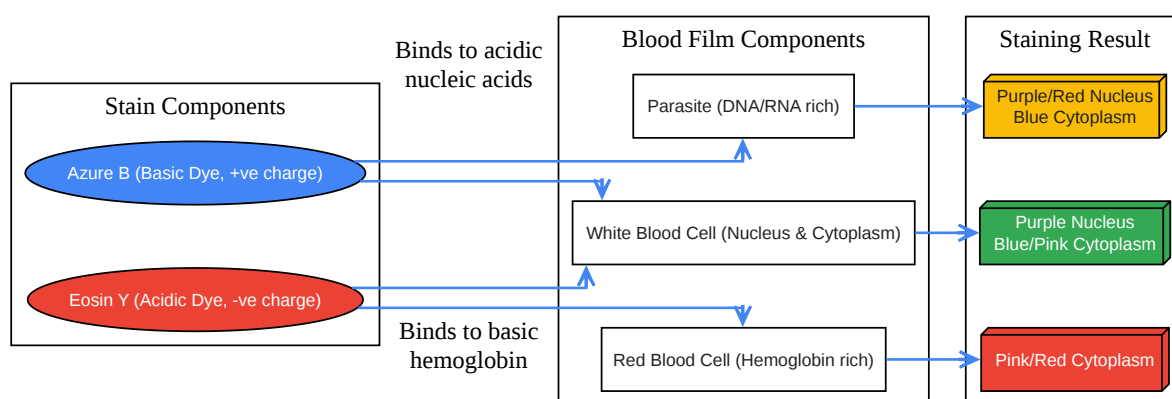 Binds to acidic
nucleic acids
Stain Components
Azure B (Basic Dye, +ve charge)
Eosin Y (Acidic Dye, -ve charge)
Binds to basic
hemoglobin
Blood Film Components
Parasite (DNA/RNA rich)
White Blood Cell (Nucleus & Cytoplasm)
Red Blood Cell (Hemoglobin rich)
Staining Result
Purple/Red Nucleus
Blue Cytoplasm
Purple Nucleus
Blue/Pink Cytoplasm
Pink/Red Cytoplasm